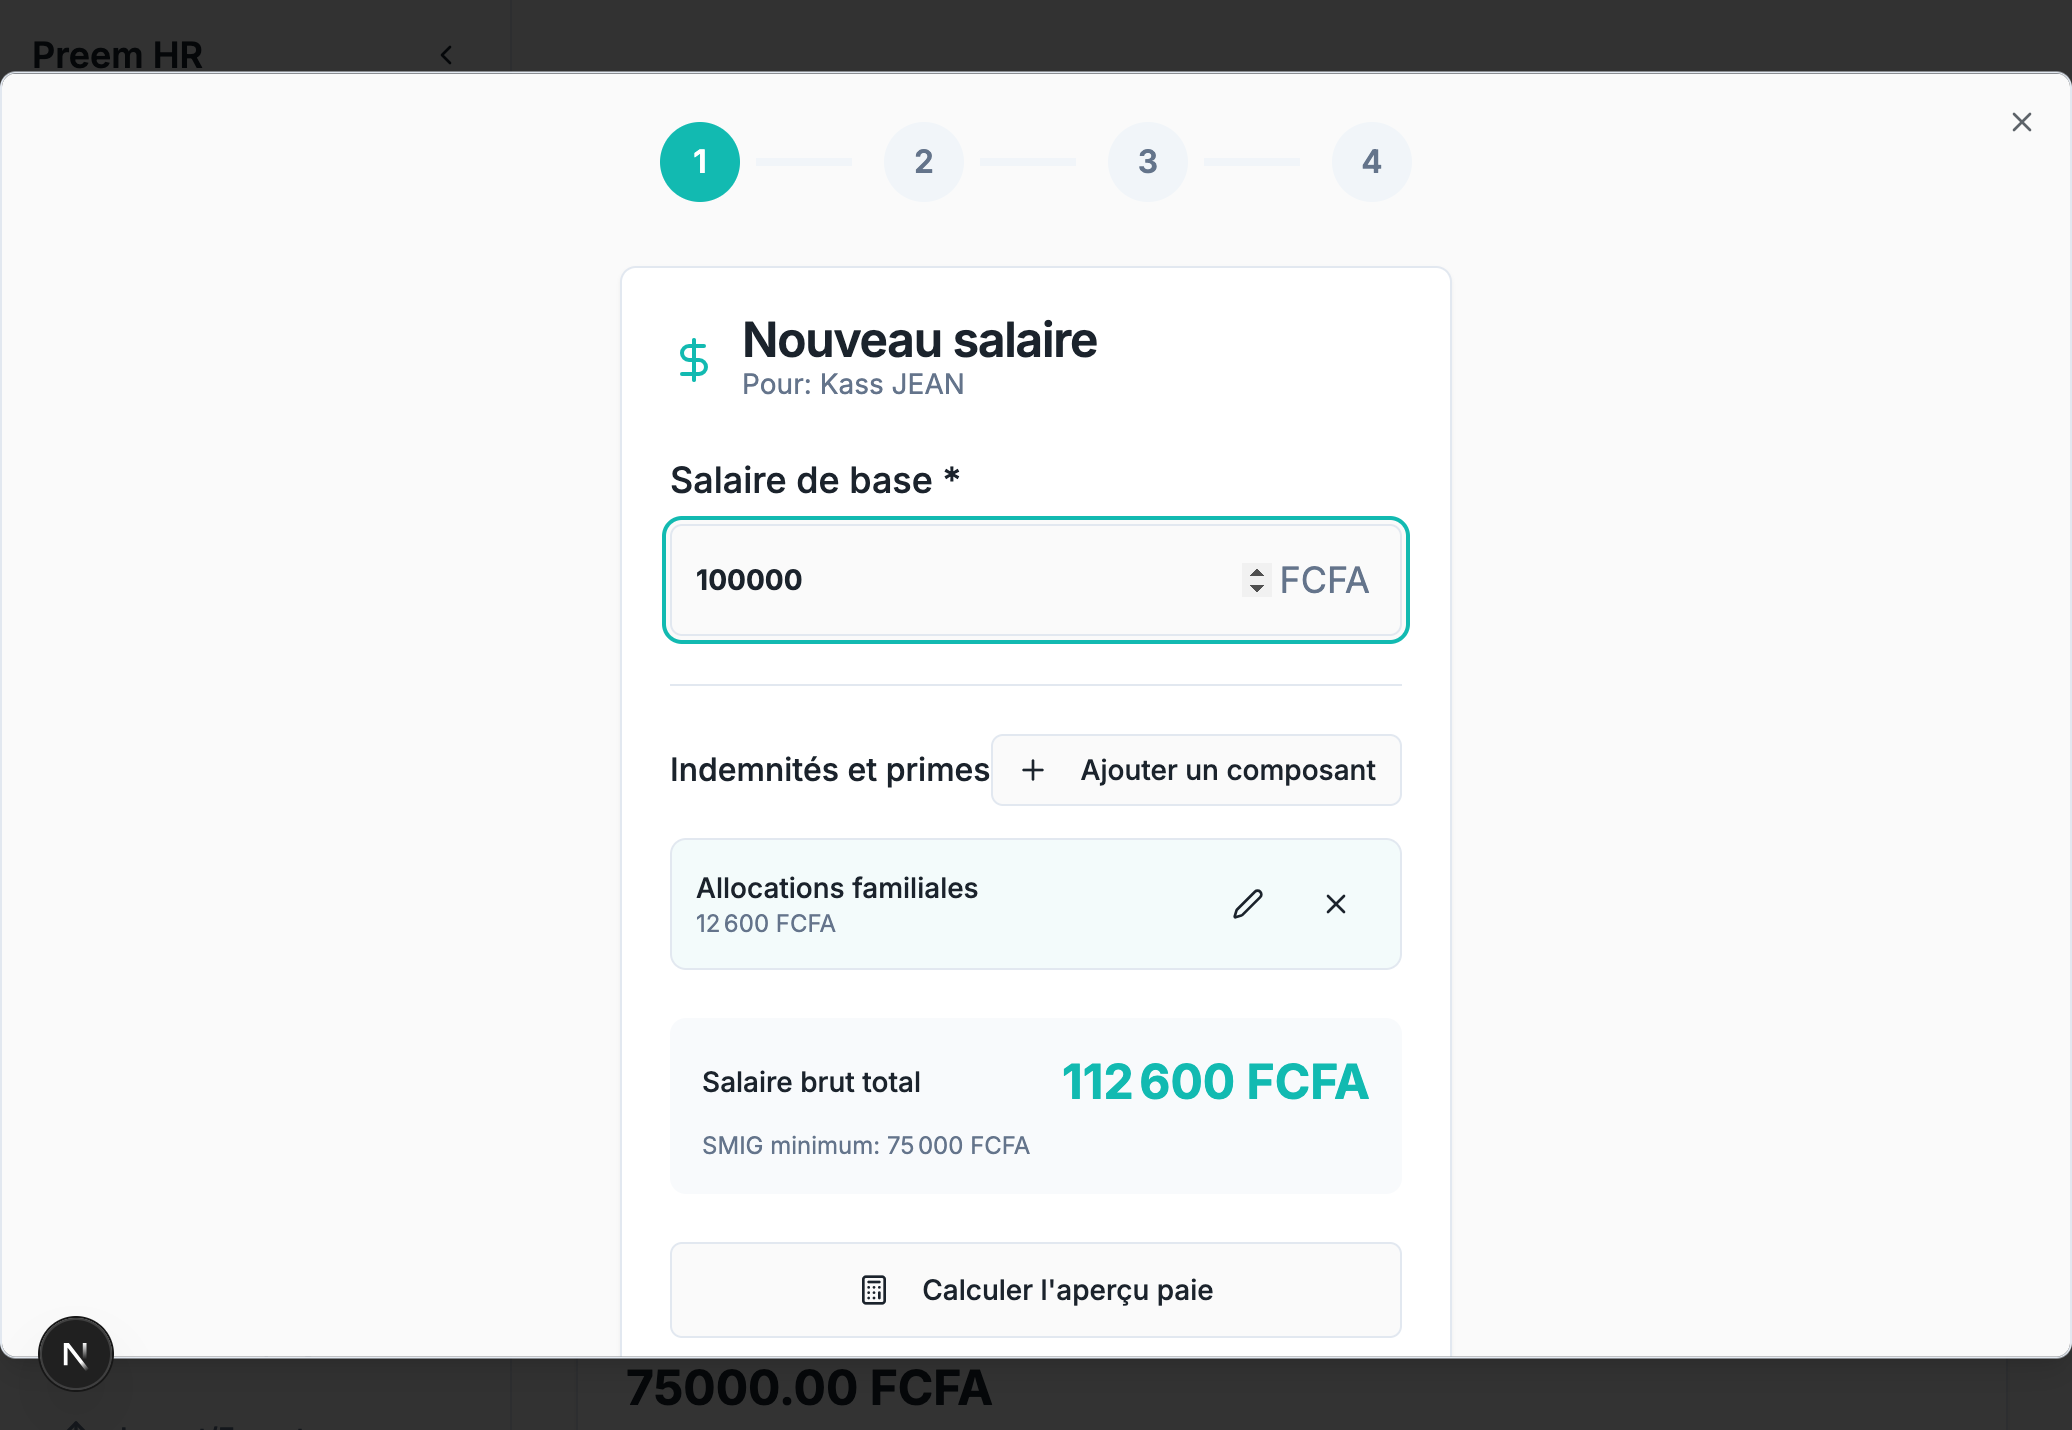 Preem HR
1 2 3 4
Nouveau salaire
Pour: Kass JEAN
Salaire de base *
100000 FCFA
Indemnités et primes
Ajouter un composant
Allocations familiales
12 600 FCFA
Salaire brut total
112 600 FCFA
SMIG minimum: 75 000 FCFA
Calculer l'aperçu paie
N
75000.00 FCFA